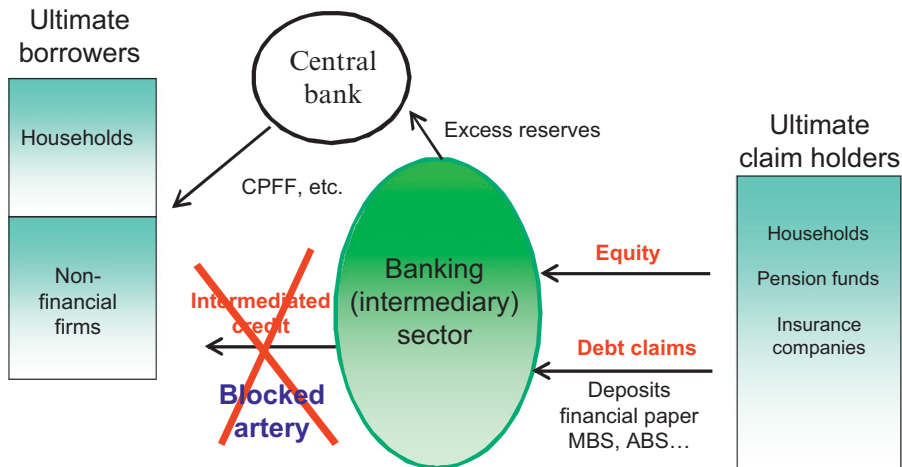 Ultimate
borrowers
Households
Non-
financial
firms
Central
bank
Excess reserves
CPFF, etc.
Intermediated
credit
Blocked
artery
Banking
(intermediary)
sector
Equity
Debt claims
Deposits
financial paper
MBS, ABS…
Ultimate
claim holders
Households
Pension funds
Insurance
companies